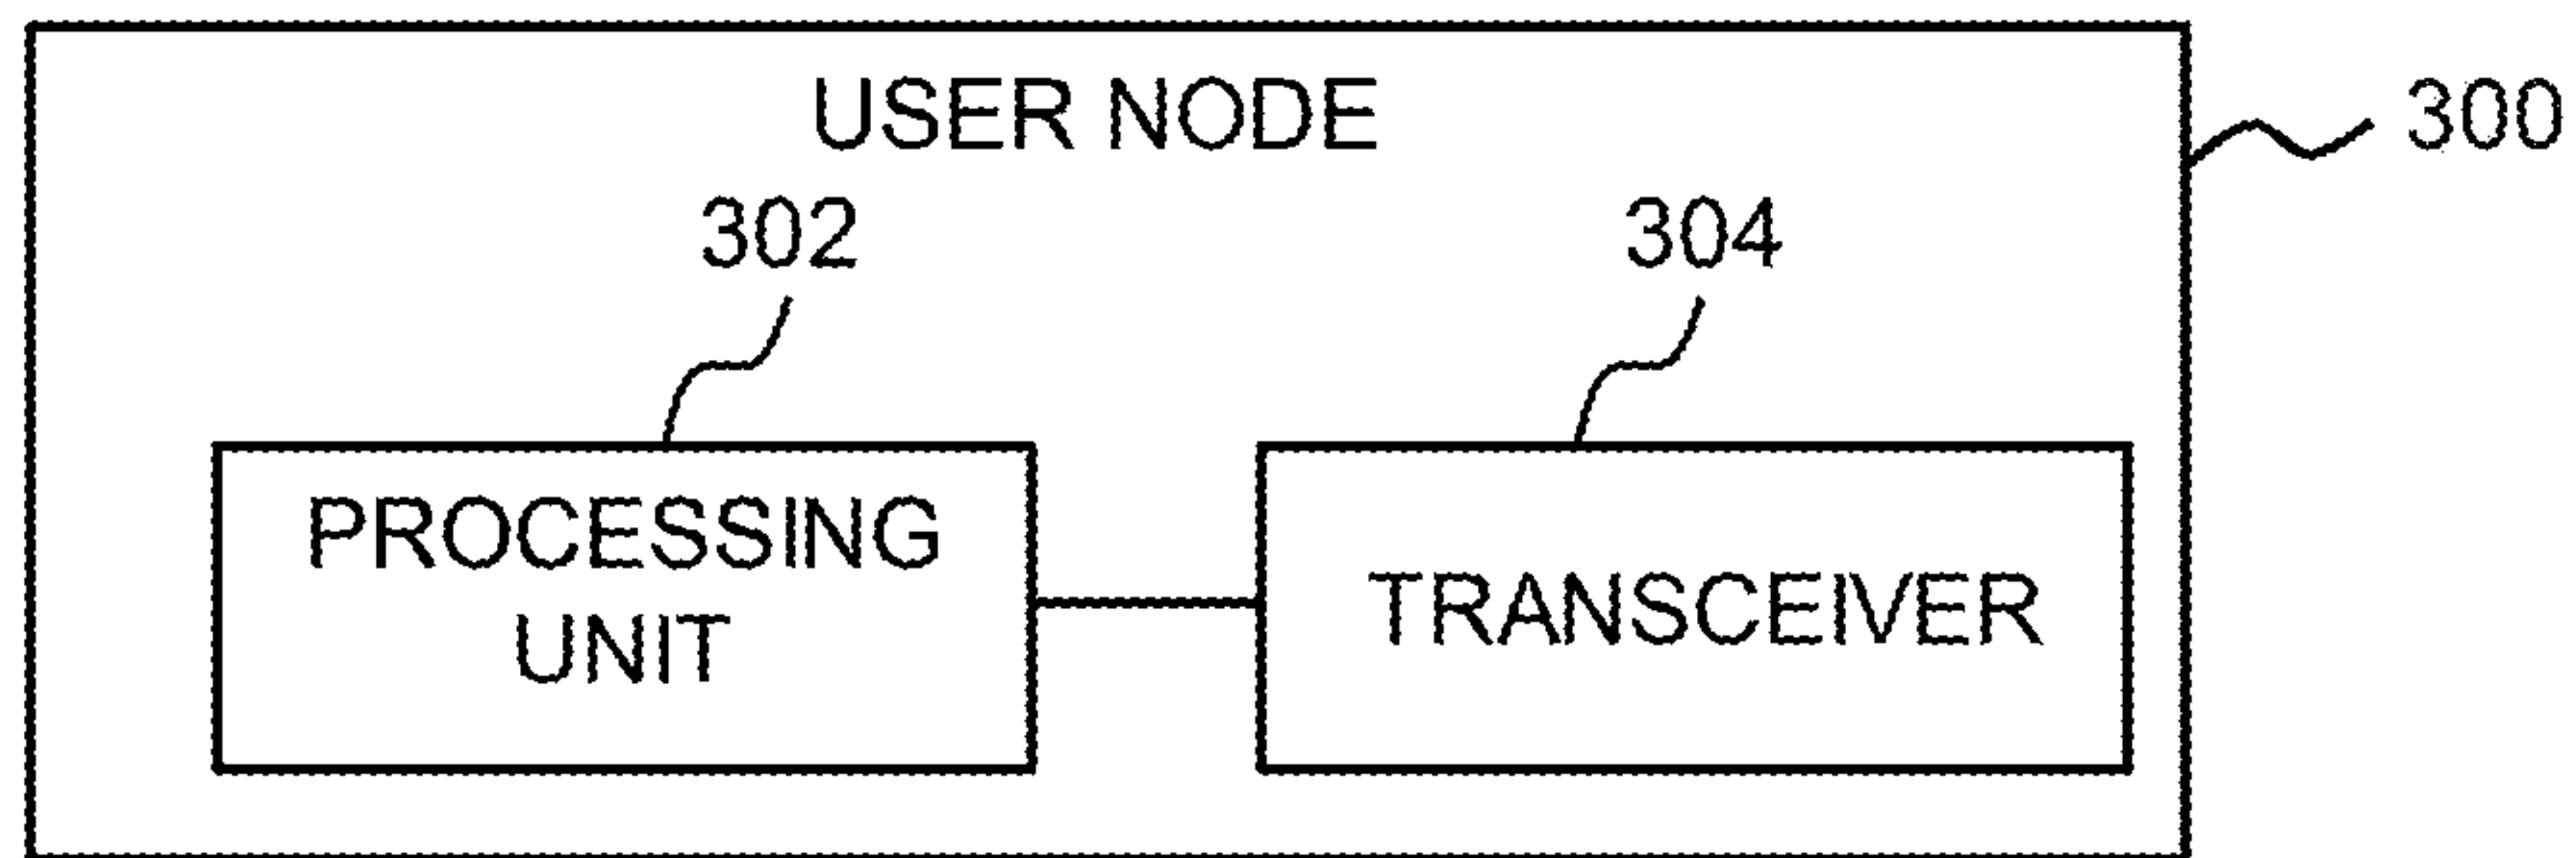 USER NODE
300
302
304
PROCESSING
UNIT
TRANSCEIVER